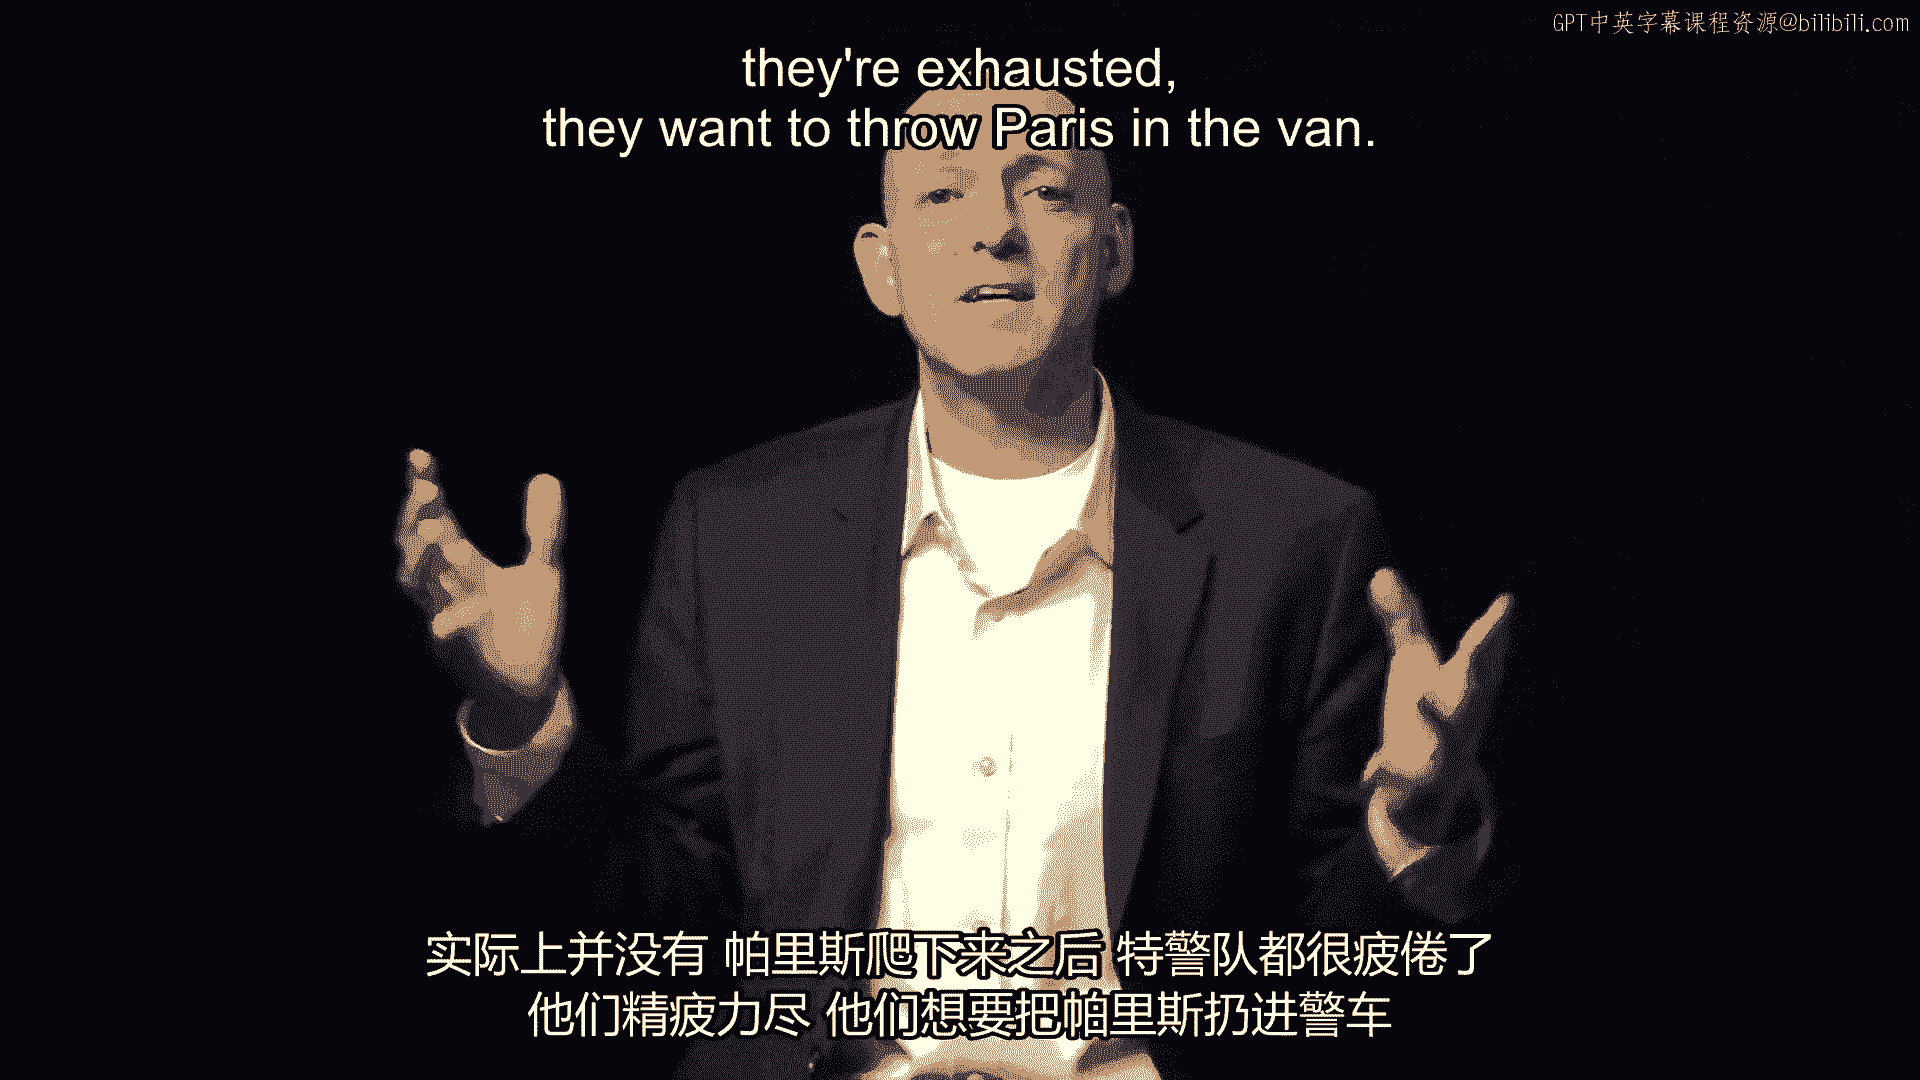 GPT中英字幕课程资源@bilibili.com
they're exhausted,
they want to throw Paris in the van.
实际上并没有 帕里斯爬下来之后 特警队都很疲倦了
他们精疲力尽 他们想要把帕里斯扔进警车